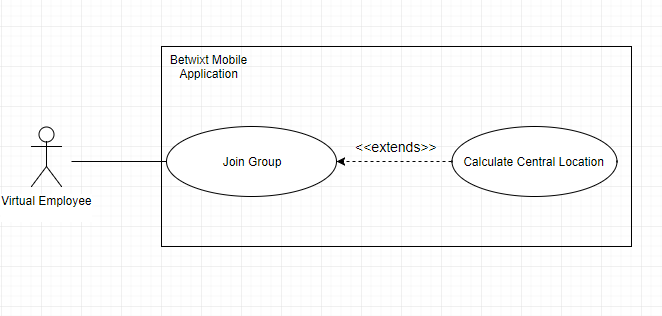 Betwixt Mobile
Application
<<extends>>
Join Group
Calculate Central Location
Virtual Employee